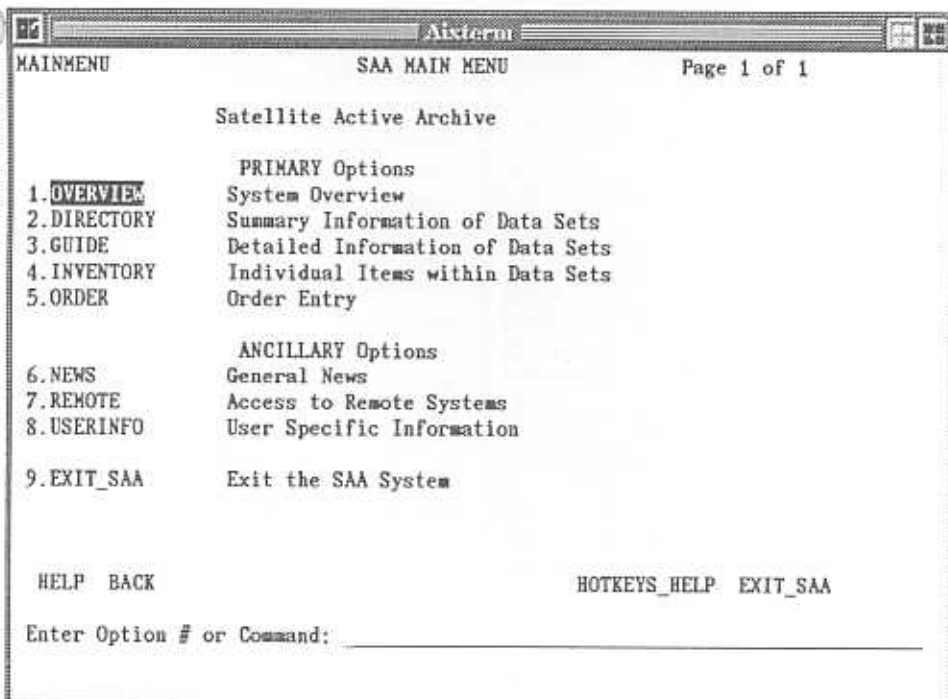 Aixterm
MAINMENU SAA MAIN MENU Page 1 of 1
Satellite Active Archive
PRIMARY Options
1.OVERVIEW System Overview
2.DIRECTORY Summary Information of Data Sets
3.GUIDE Detailed Information of Data Sets
4.INVENTORY Individual Items within Data Sets
5.ORDER Order Entry
ANCILLARY Options
6.NEWS General News
7.REMOTE Access to Remote Systems
8.USERINFO User Specific Information
9.EXIT_SAA Exit the SAA System
HELP BACK HOTKEYS_HELP EXIT_SAA
Enter Option # or Command: